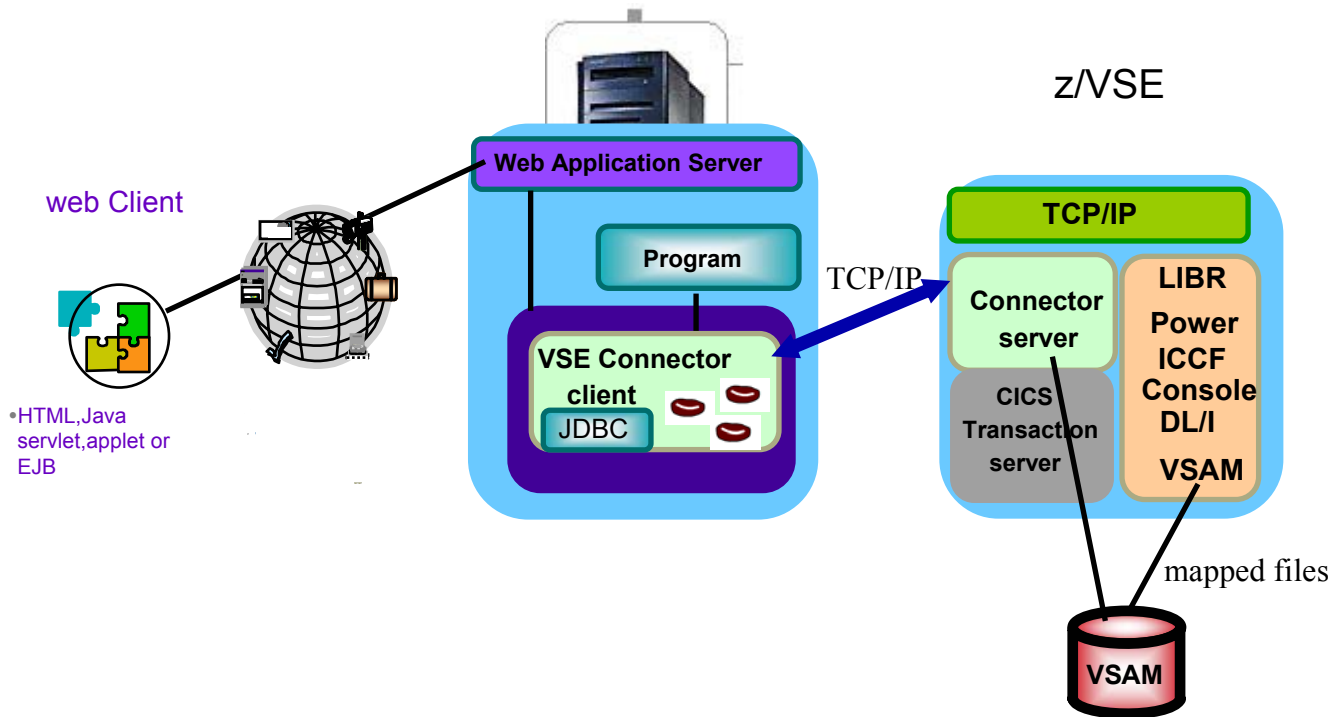 z/VSE
Web Application Server
web Client
TCP/IP
Program
TCP/IP
LIBR
Connector
server
Power
ICCF
Console
DL/I
VSE Connector
client
JDBC
CICS
Transaction
server
•HTML,Java
servlet,applet or
EJB
VSAM
mapped files
VSAM